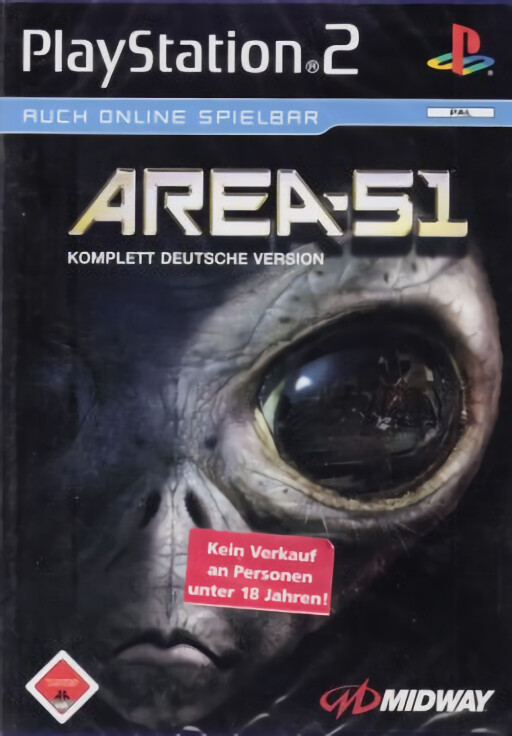 PlayStation®2
AUCH ONLINE SPIELBAR
PAL
AREA-51
KOMPLETT DEUTSCHE VERSION
Kein Verkauf
an Personen
unter 18 Jahren!
MIDWAY